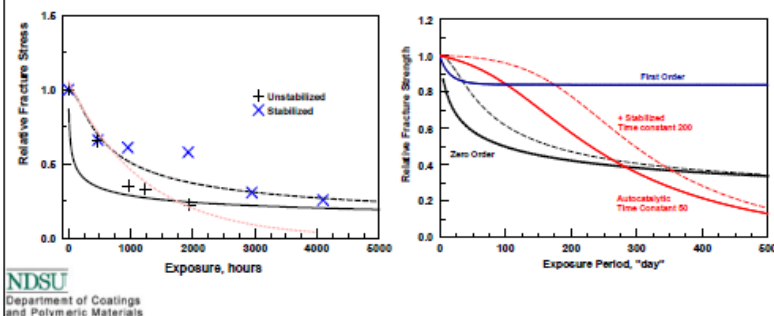 Relative Fracture Stress
1.5
1.0
0.5
0.0
0
1000
2000
3000
4000
5000
Exposure, hours
Unstabilized
Stabilized
Relative Fracture Strength
1.2
1.0
0.8
0.6
0.4
0.2
0.0
0
100
200
300
400
500
Exposure Period, "day"
First Order
+ Stabilized
Time constant 200
Zero Order
Autocatalytic
Time Constant 50
NDSU
Department of Coatings
and Polymeric Materials